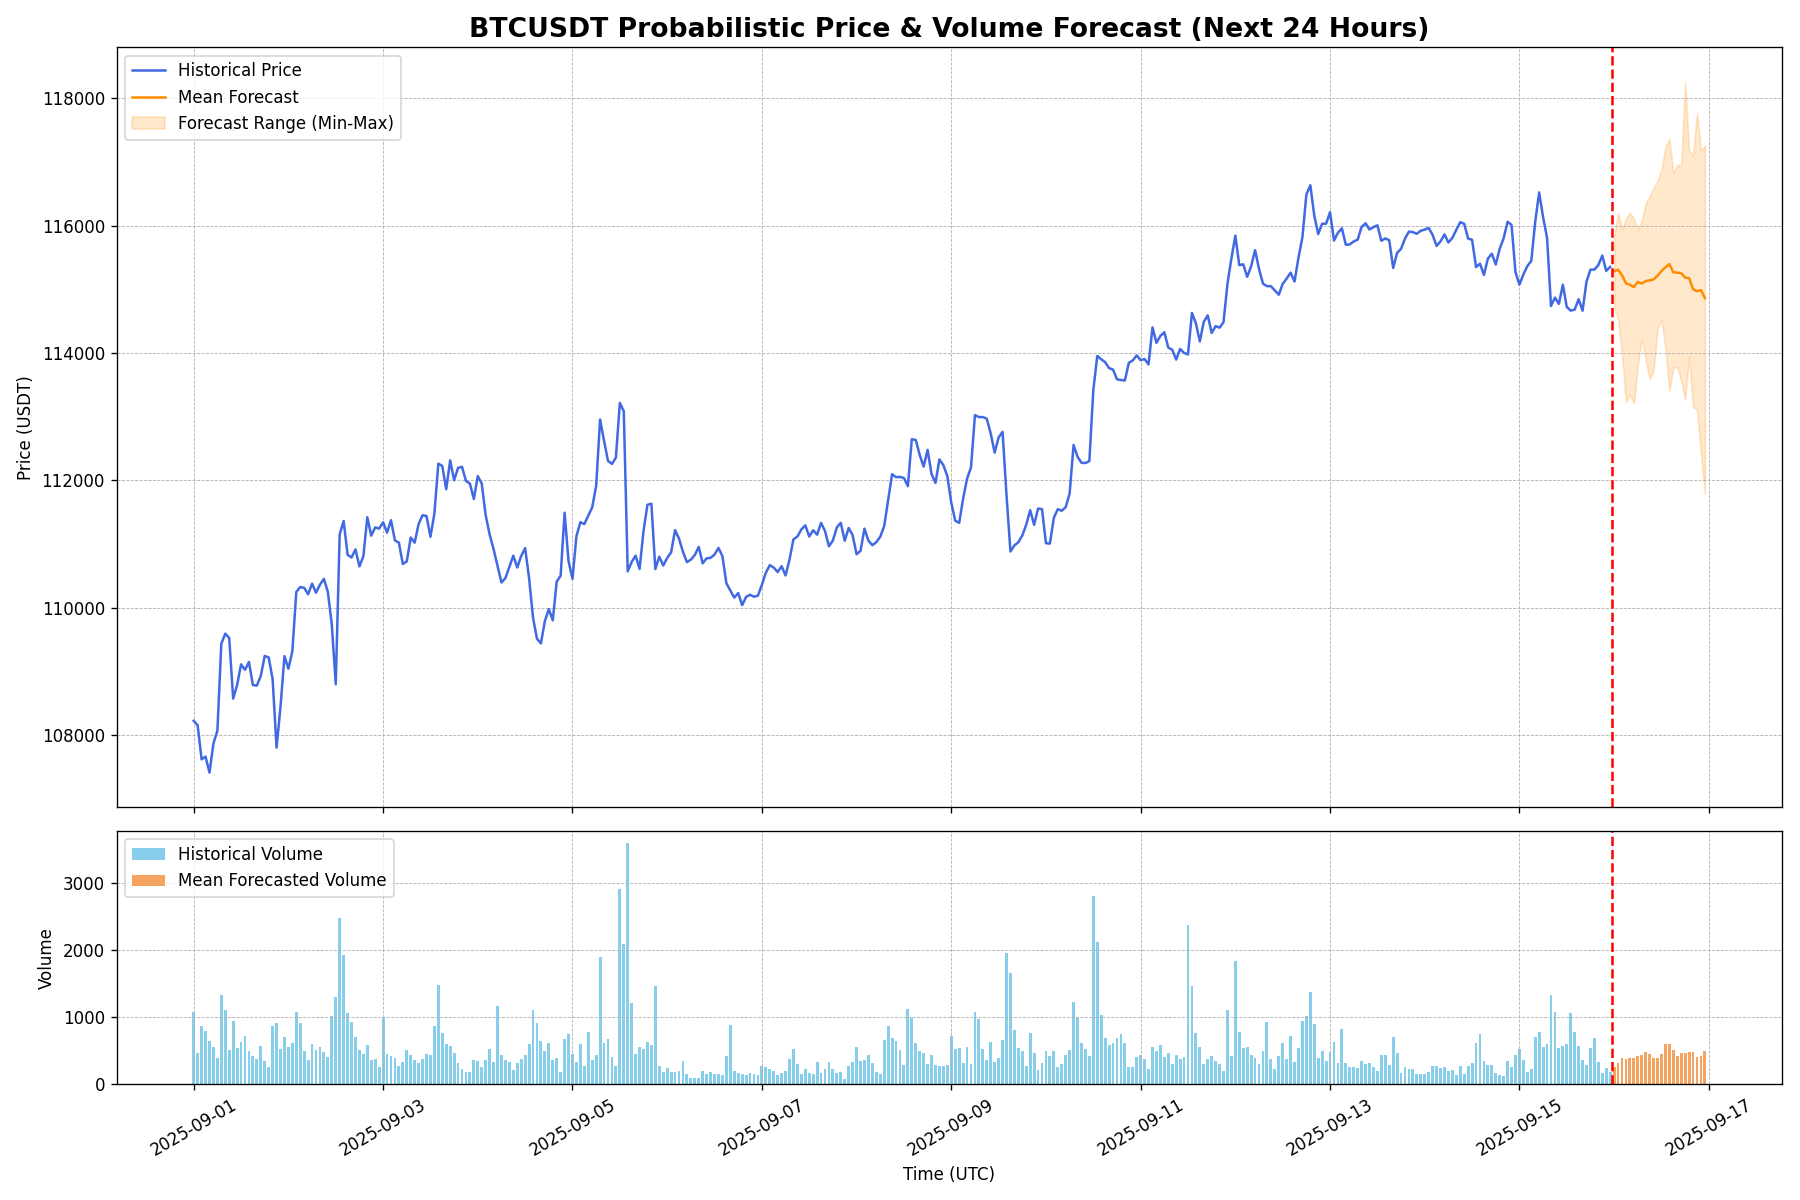 BTCUSDT Probabilistic Price & Volume Forecast (Next 24 Hours)
Historical Price
Mean Forecast
Forecast Range (Min-Max)
118000
116000
114000
112000
110000
108000
Price (USDT)
Historical Volume
Mean Forecasted Volume
3000
2000
1000
0
Volume
2025-09-01
2025-09-03
2025-09-05
2025-09-07
2025-09-09
2025-09-11
2025-09-13
2025-09-15
2025-09-17
Time (UTC)